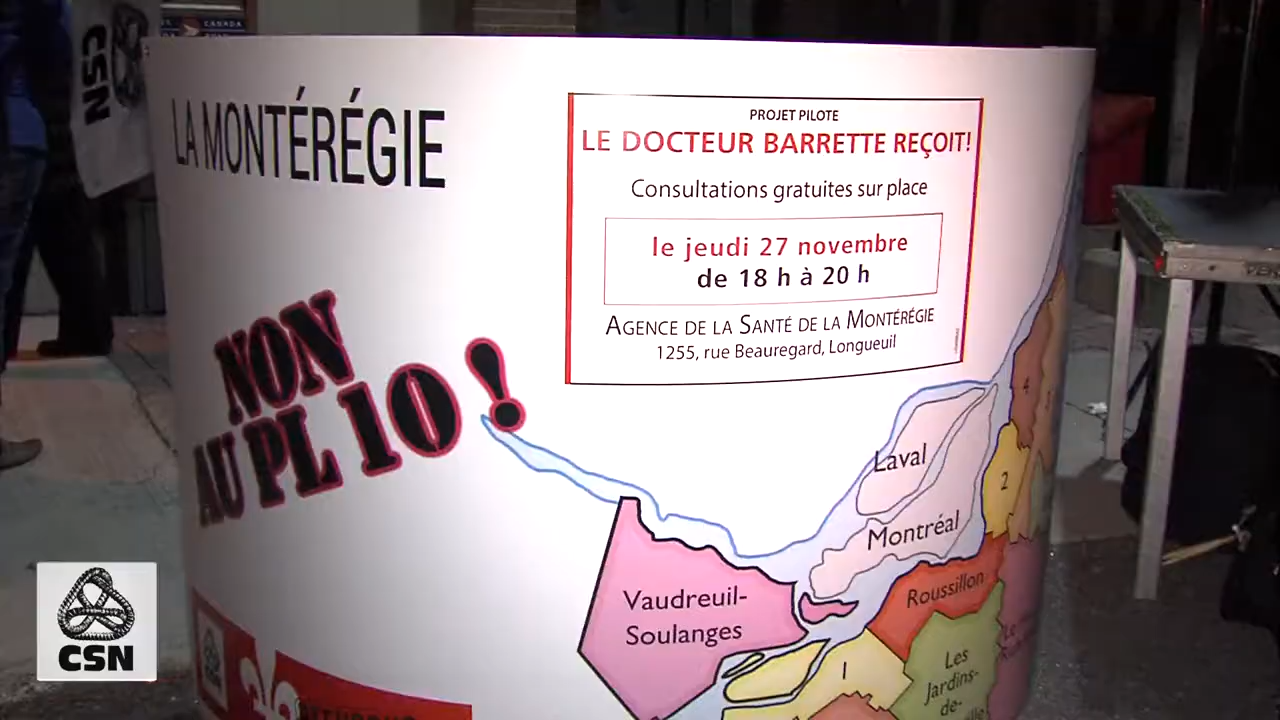 CANADA
CSN
LA MONTÉRÉGIE
PROJET PILOTE
LE DOCTEUR BARRETTE REÇOIT!
Consultations gratuites sur place
le jeudi 27 novembre
de 18 h à 20 h
AGENCE DE LA SANTÉ DE LA MONTÉRÉGIE
1255, rue Beauregard, Longueuil
NON
AU PL 10 !
4
Laval
2
Montréal
Roussillon
Vaudreuil-
Soulanges
1
Les
Jardins-
de-
CSN